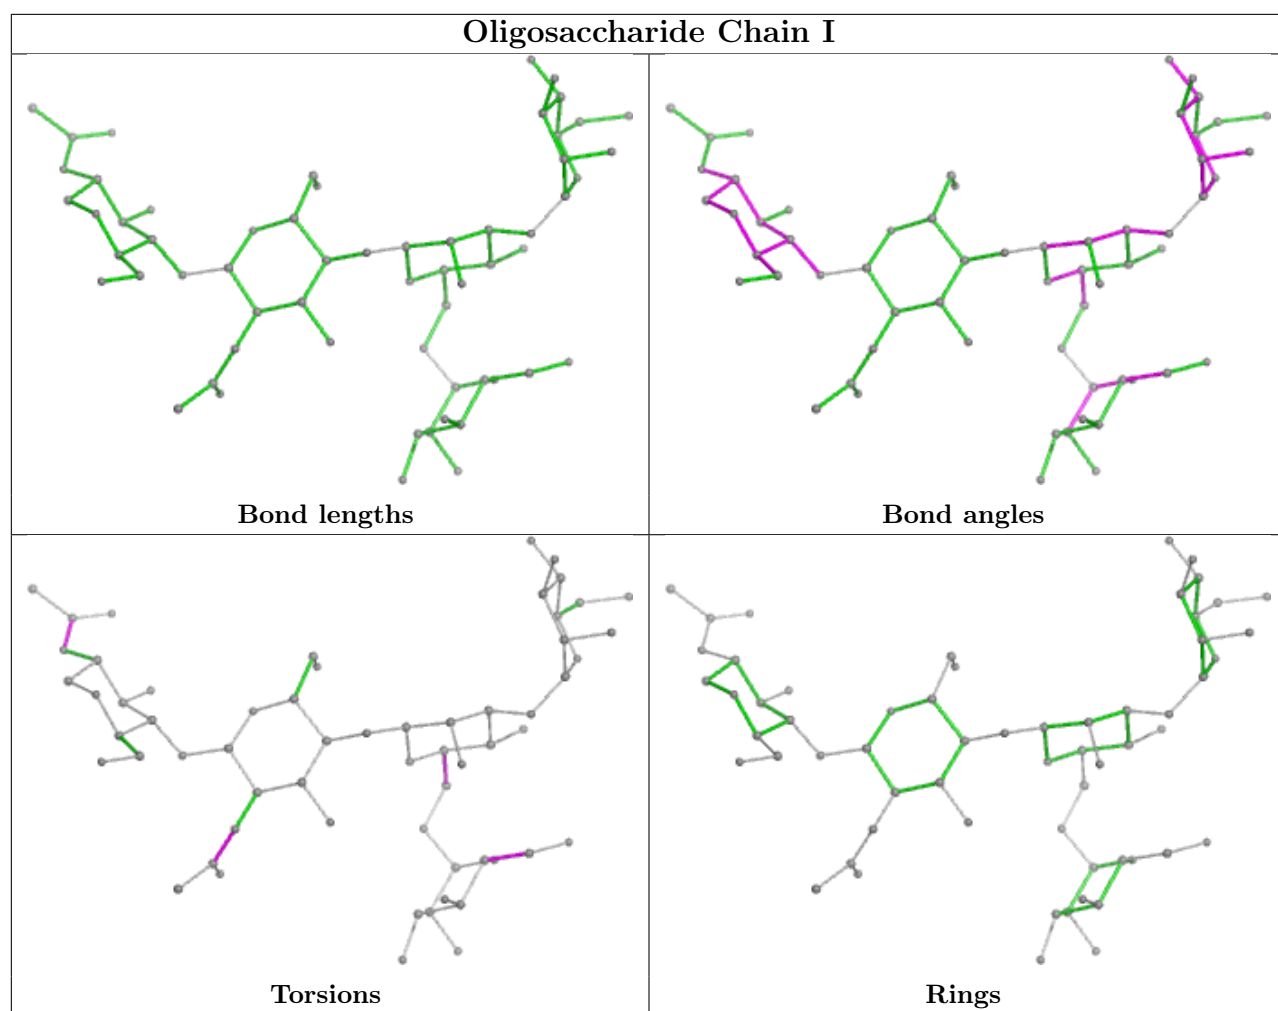 Oligosaccharide Chain I
Bond lengths
Bond angles
Torsions
Rings